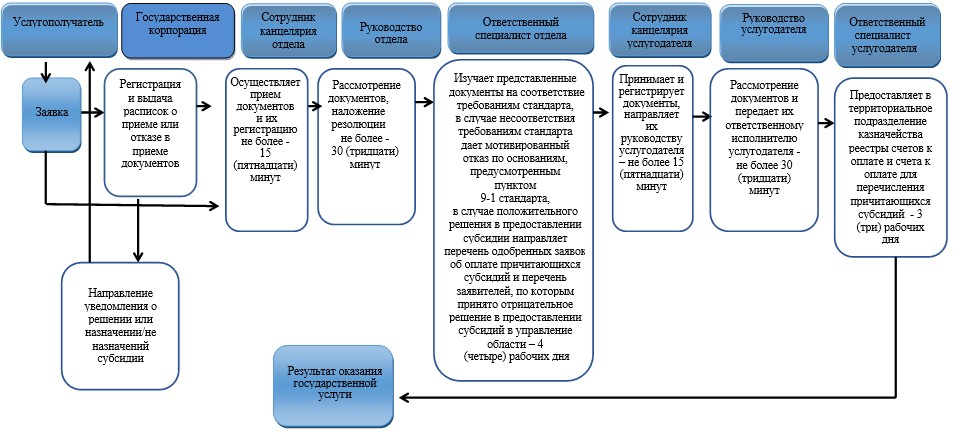 Услугополучатель
Государственная
корпорация
Сотрудник
канцелярия
отдела
Руководство
отдела
Ответственный
специалист отдела
Сотрудник
канцелярия
услугодателя
Руководство
услугодателя
Ответственный
специалист
услугодателя
Заявка
Регистрация
и выдача
расписок о
приеме или
отказе в
приеме
документов
Осуществляет
прием
документов
и их
регистрацию
не более -
15
(пятнадцати)
минут
Рассмотрение
документов,
наложение
резолюции
не более -
30 (тридцати)
минут
Изучает представленные
документы на соответствие
требованиям стандарта,
в случае несоответствия
требованиям стандарта
дает мотивированный
отказ по основаниям,
предусмотренным
пунктом
9-1 стандарта,
в случае положительного
решения в предоставлении
субсидии направляет
перечень одобренных заявок
об оплате причитающихся
субсидий и перечень
заявителей, по которым
принято отрицательное
решение в предоставлении
субсидий в управление
области – 4
(четыре) рабочих дня
Принимает и
регистрирует
документы,
направляет
их
руководству
услугодателя
– не более 15
(пятнадцати)
минут
Рассмотрение
документов и
передает их
ответственному
исполнителю
услугодателя -
не более 30
(тридцати)
минут
Предоставляет в
территориальное
подразделение
казначейства
реестры счетов к
оплате и счета к
оплате для
перечисления
причитающихся
субсидий - 3
(три) рабочих
дня
Направление
уведомления о
решении или
назначении/не
назначений
субсидии
Результат оказания
государственной
услуги